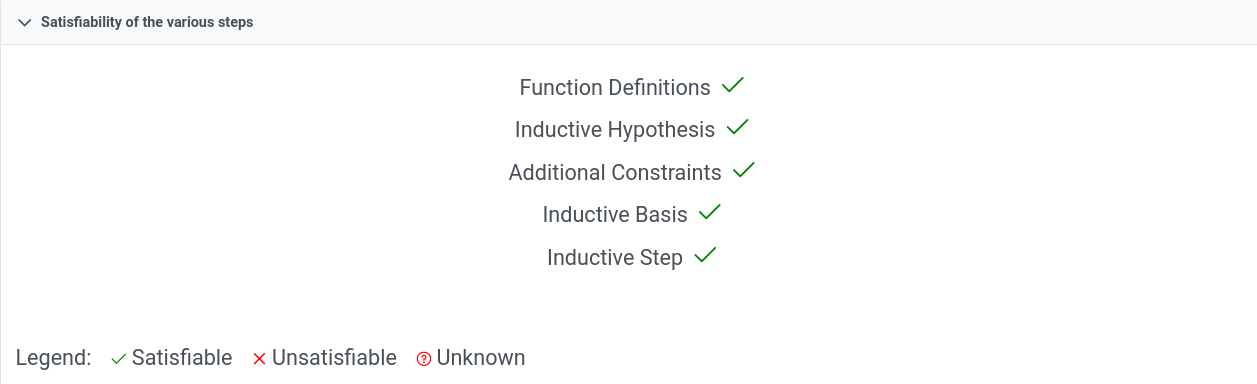 Satisfiability of the various steps
Function Definitions
Inductive Hypothesis
Additional Constraints
Inductive Basis
Inductive Step
Legend: Satisfiable Unsatisfiable Unknown